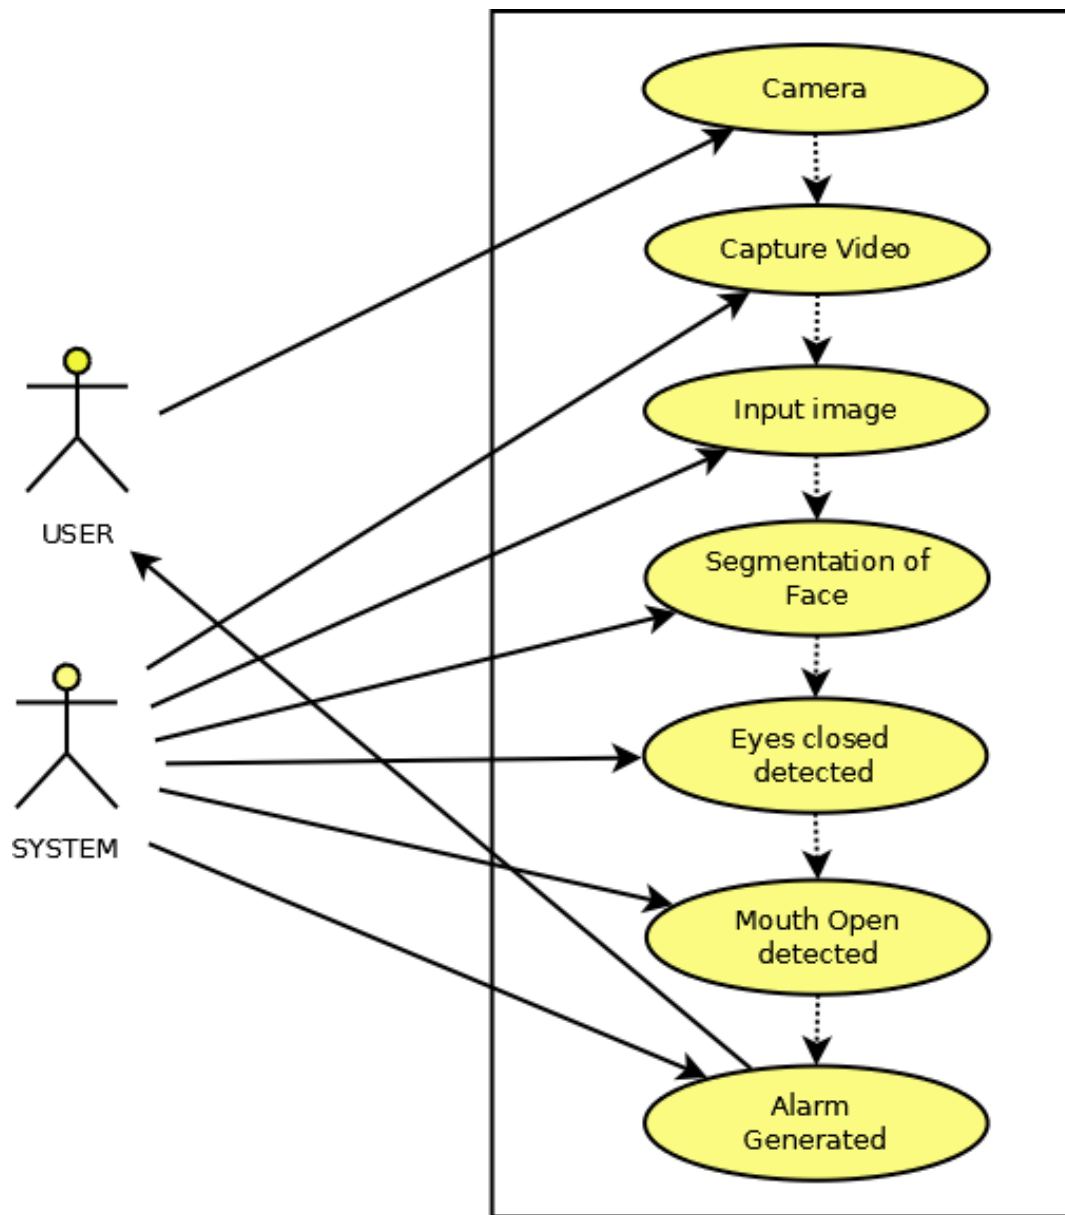 Camera
Capture Video
Input image
USER
Segmentation of
Face
SYSTEM
Eyes closed
detected
Mouth Open
detected
Alarm
Generated